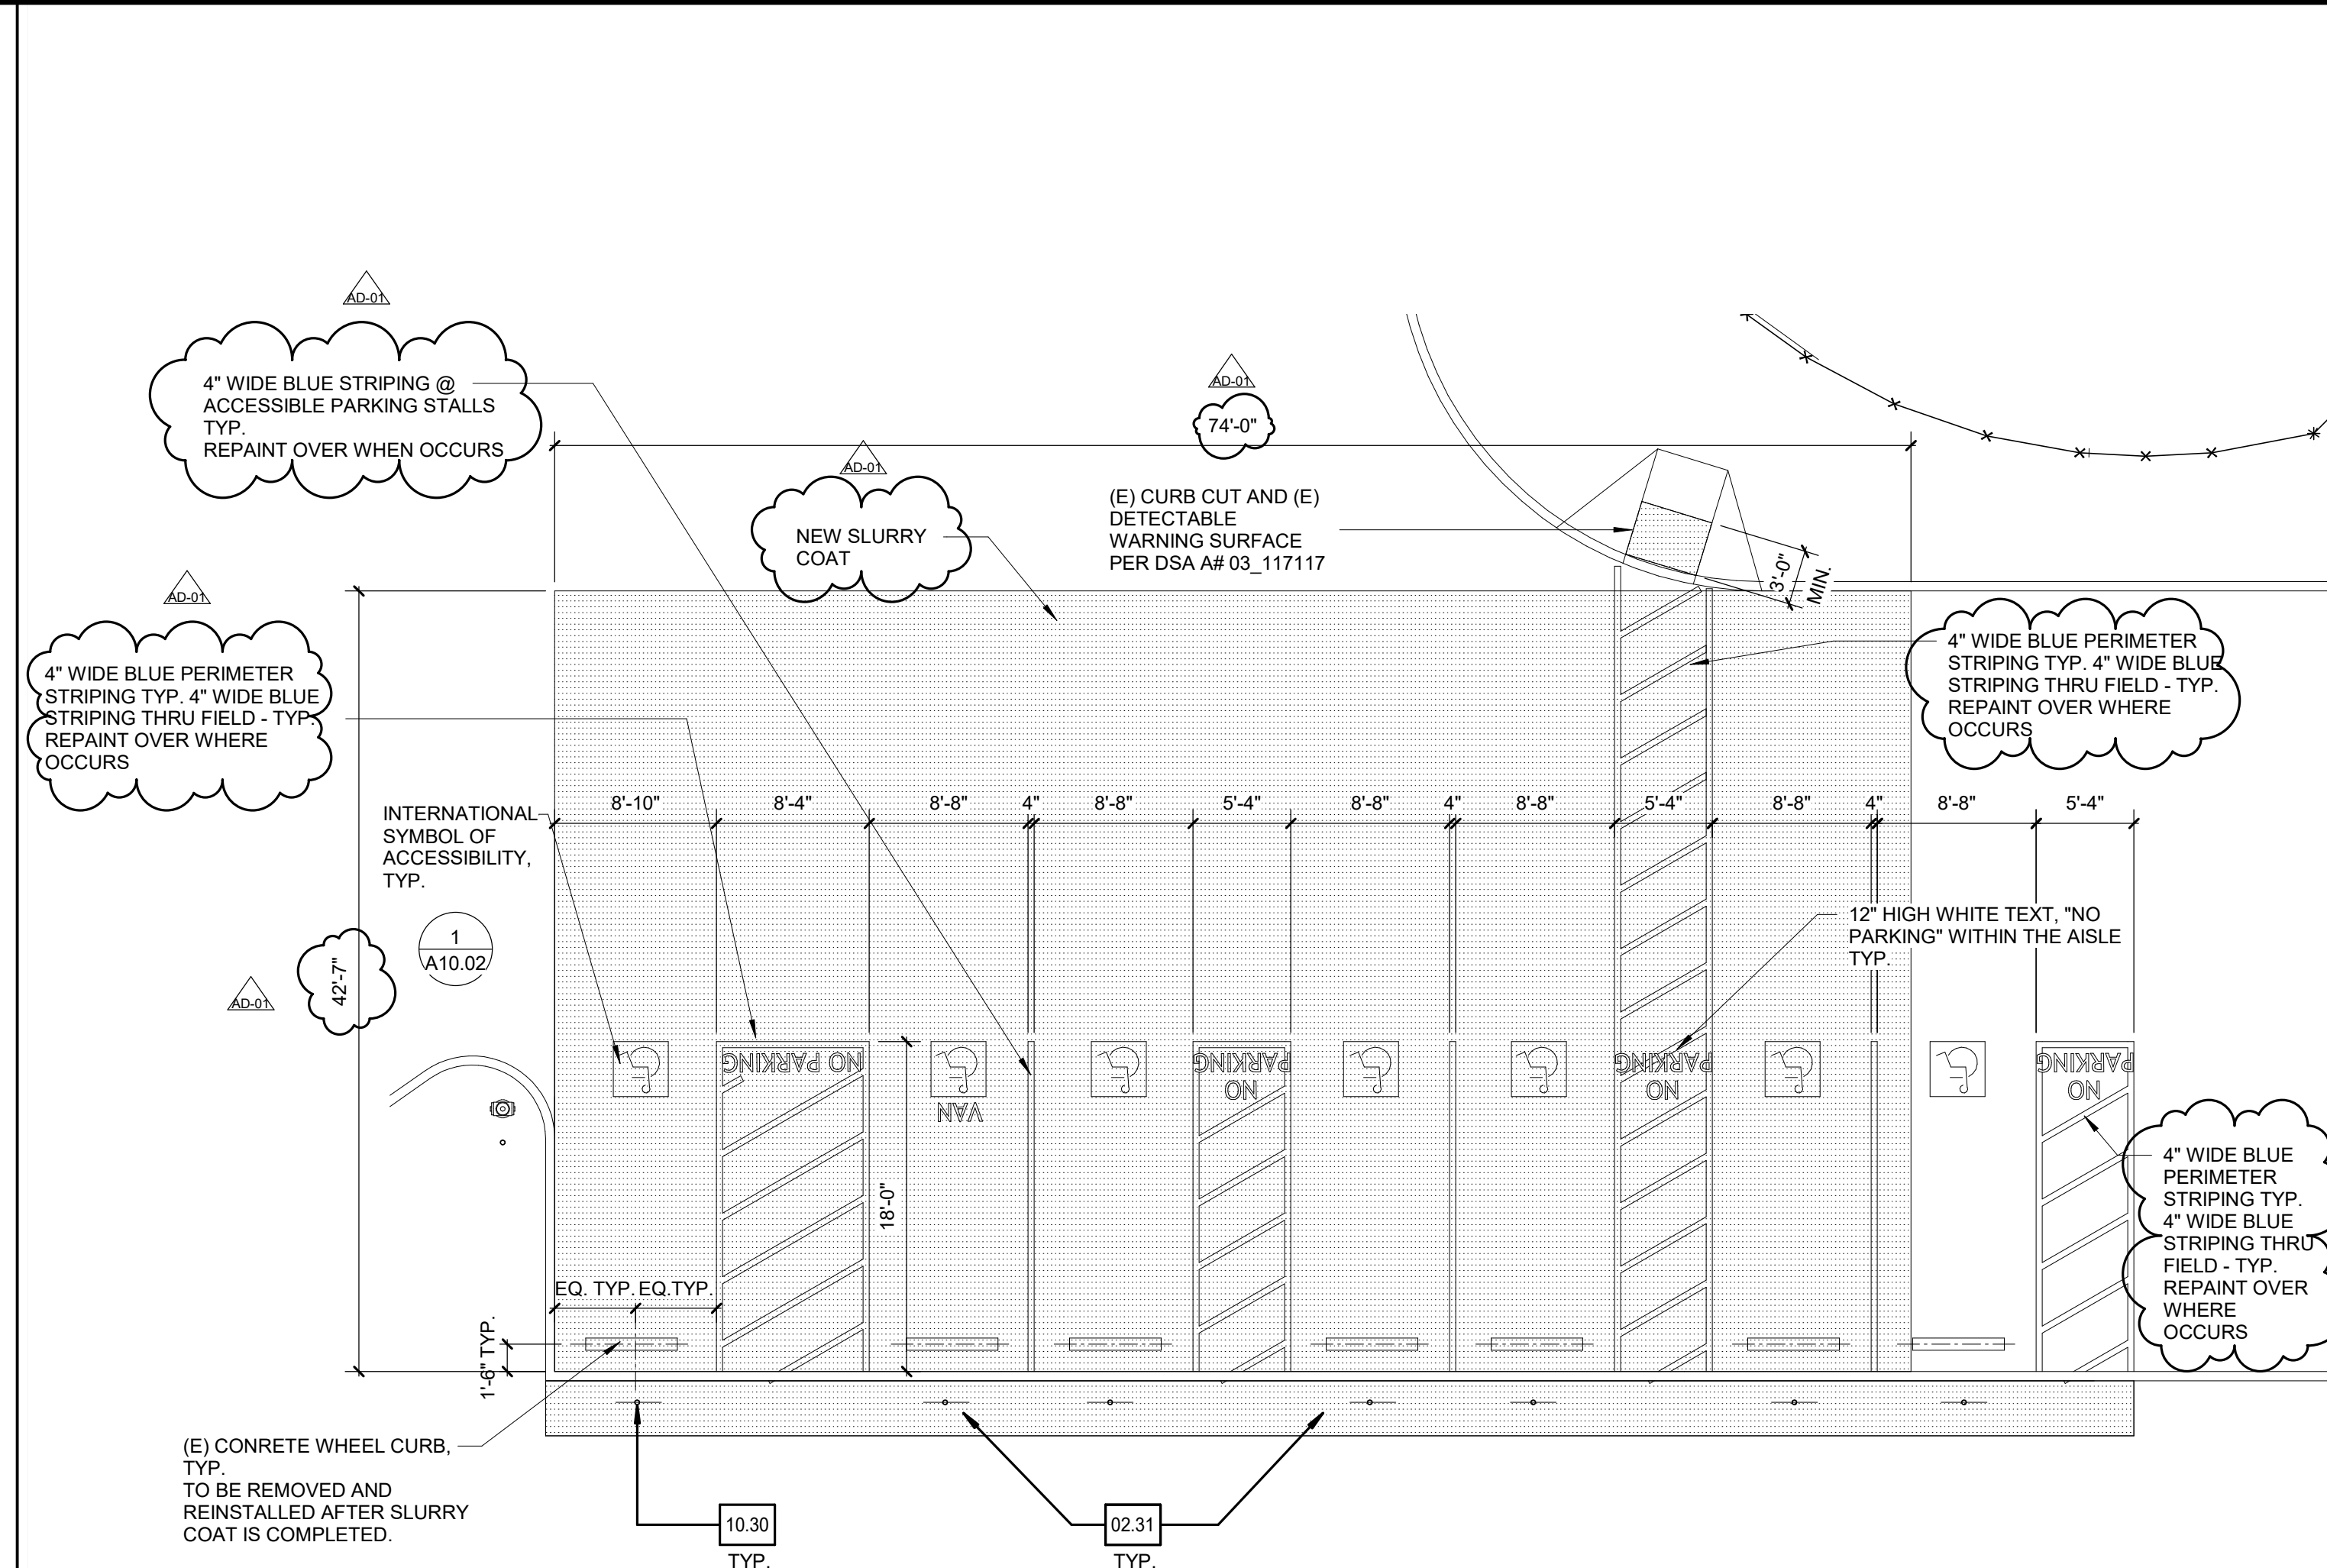 AD-01
4" WIDE BLUE STRIPING @
ACCESSIBLE PARKING STALLS
TYP.
REPAINT OVER WHEN OCCURS
AD-01
74'-0"
AD-01
NEW SLURRY
COAT
(E) CURB CUT AND (E)
DETECTABLE
WARNING SURFACE
PER DSA A# 03_117117
3'-0"
MIN.
AD-01
4" WIDE BLUE PERIMETER
STRIPING TYP. 4" WIDE BLUE
STRIPING THRU FIELD - TYP.
REPAINT OVER WHERE
OCCURS
4" WIDE BLUE PERIMETER
STRIPING TYP. 4" WIDE BLUE
STRIPING THRU FIELD - TYP.
REPAINT OVER WHERE
OCCURS
INTERNATIONAL
SYMBOL OF
ACCESSIBILITY,
TYP.
8'-10"
8'-4"
8'-8"
4"
8'-8"
5'-4"
8'-8"
4"
8'-8"
5'-4"
8'-8"
4"
8'-8"
5'-4"
1
A10.02
AD-01
42'-7"
12" HIGH WHITE TEXT, "NO
PARKING" WITHIN THE AISLE
TYP.
NO PARKING
VAN
NO
PARKING
NO
PARKING
NO
PARKING
18'-0"
4" WIDE BLUE
PERIMETER
STRIPING TYP.
4" WIDE BLUE
STRIPING THRU
FIELD - TYP.
REPAINT OVER
WHERE
OCCURS
EQ. TYP.
EQ.TYP.
1'-6" TYP.
(E) CONRETE WHEEL CURB,
TYP.
TO BE REMOVED AND
REINSTALLED AFTER SLURRY
COAT IS COMPLETED.
10.30
TYP.
02.31
TYP.